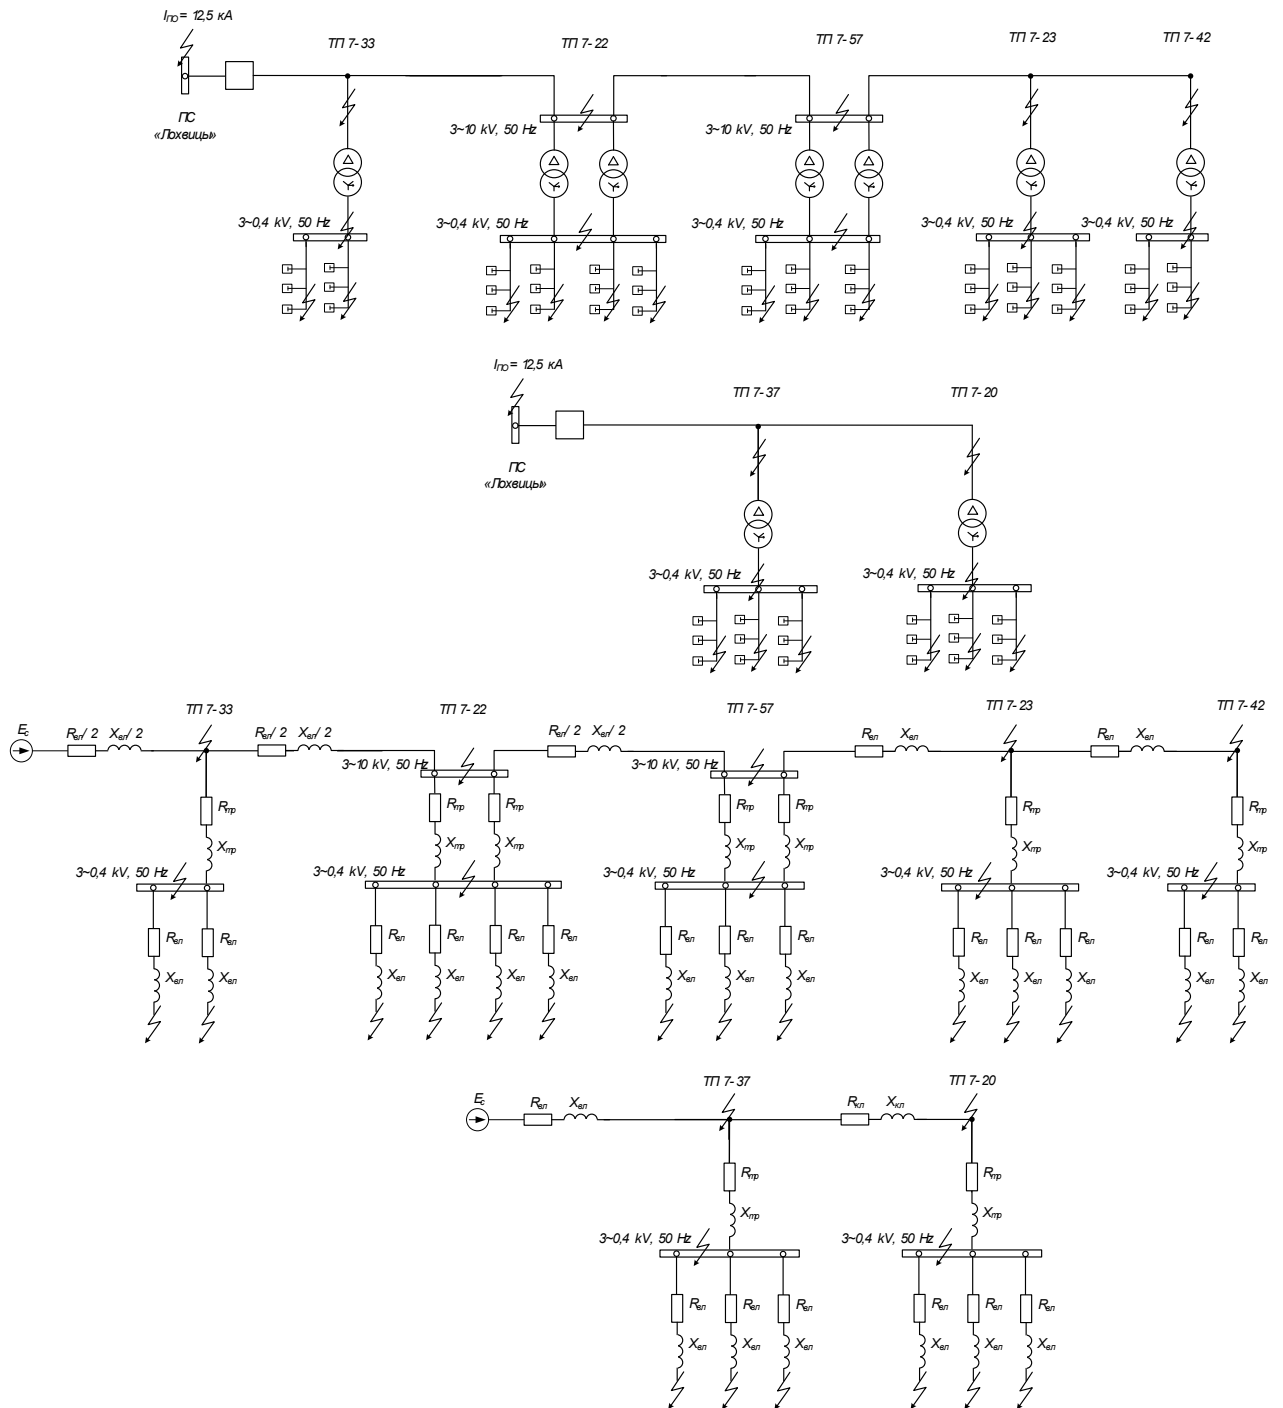 Iпо = 12,5 кА
ТП 7-33
ТП 7-22
ТП 7-57
ТП 7-23
ТП 7-42
ПС
«Лохвицы»
3~10 kV, 50 Hz
3~10 kV, 50 Hz
3~0,4 kV, 50 Hz
3~0,4 kV, 50 Hz
3~0,4 kV, 50 Hz
3~0,4 kV, 50 Hz
3~0,4 kV, 50 Hz
Iпо = 12,5 кА
ТП 7-37
ТП 7-20
ПС
«Лохвицы»
3~0,4 kV, 50 Hz
3~0,4 kV, 50 Hz
ТП 7-33
ТП 7-22
ТП 7-57
ТП 7-23
ТП 7-42
Eс
Rвл/ 2
Xвл/ 2
Rвл/ 2
Xвл/ 2
Rвл/ 2
Xвл/ 2
Rвл
Xвл
Rвл
Xвл
3~10 kV, 50 Hz
3~10 kV, 50 Hz
Rтр
Rтр
Rтр
Rтр
Rтр
Rтр
Rтр
Xтр
Xтр
Xтр
Xтр
Xтр
Xтр
Xтр
3~0,4 kV, 50 Hz
3~0,4 kV, 50 Hz
3~0,4 kV, 50 Hz
3~0,4 kV, 50 Hz
3~0,4 kV, 50 Hz
Rвл
Rвл
Rвл
Rвл
Rвл
Rвл
Rвл
Rвл
Rвл
Rвл
Rвл
Rвл
Rвл
Rвл
Xвл
Xвл
Xвл
Xвл
Xвл
Xвл
Xвл
Xвл
Xвл
Xвл
Xвл
Xвл
Xвл
Xвл
ТП 7-37
ТП 7-20
Eс
Rвл
Xвл
Rкл
Xкл
Rтр
Rтр
Xтр
Xтр
3~0,4 kV, 50 Hz
3~0,4 kV, 50 Hz
Rвл
Rвл
Rвл
Rвл
Rвл
Rвл
Xвл
Xвл
Xвл
Xвл
Xвл
Xвл